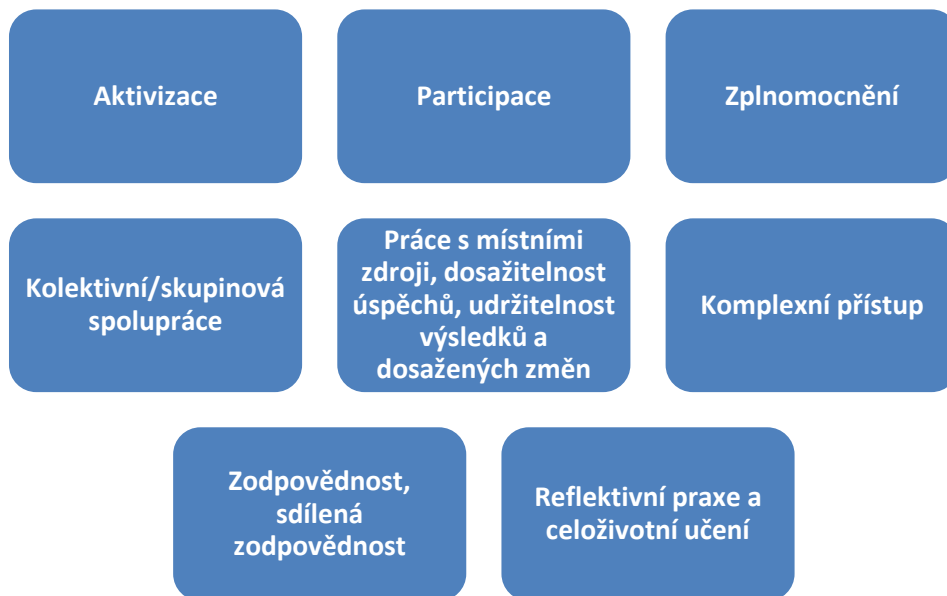 Aktivizace
Participace
Zplnomocnění
Kolektivní/skupinová
spolupráce
Práce s místními
zdroji, dosažitelnost
úspěchů, udržitelnost
výsledků a
dosažených změn
Komplexní přístup
Zodpovědnost,
sdílená
zodpovědnost
Reflektivní praxe a
celoživotní učení